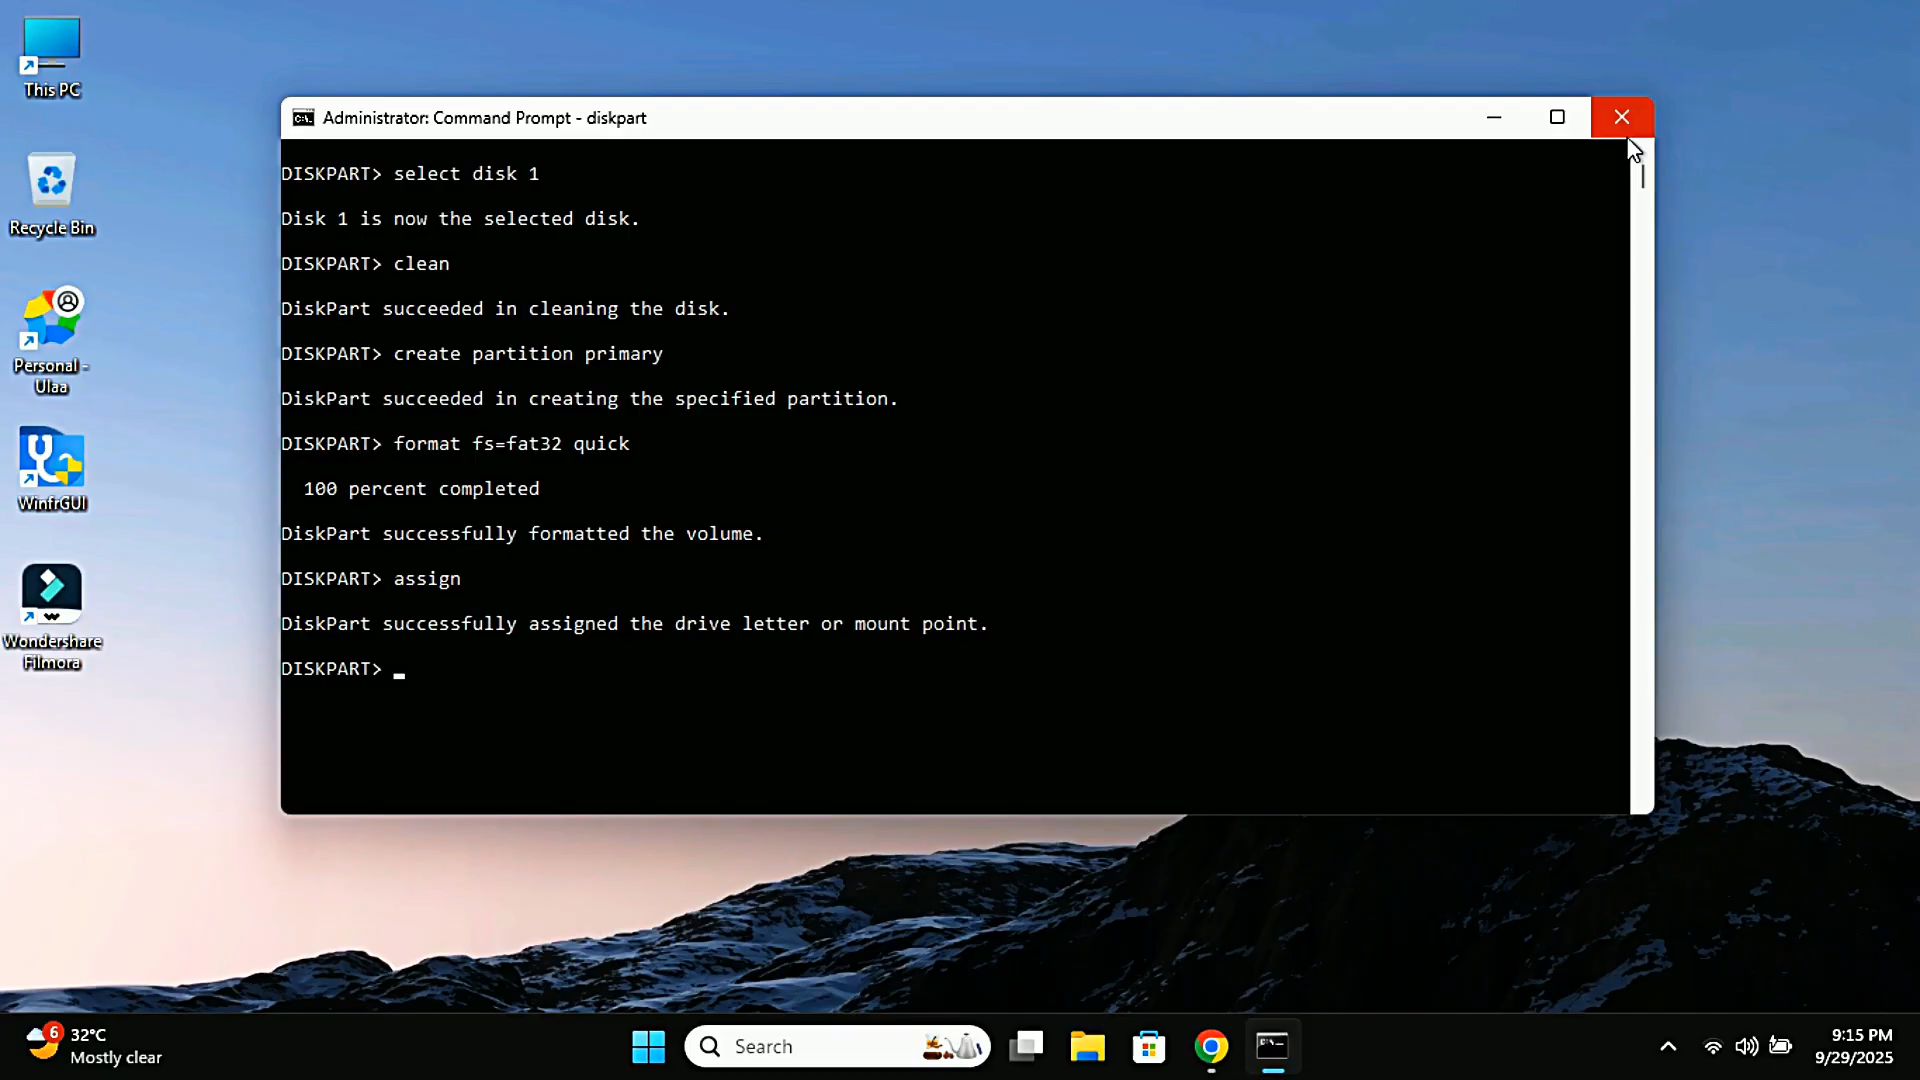 This PC
Recycle Bin
Personal -
Ulaa
WinfrGUI
Wondershare
Filmora
Administrator: Command Prompt - diskpart
DISKPART> select disk 1
Disk 1 is now the selected disk.
DISKPART> clean
DiskPart succeeded in cleaning the disk.
DISKPART> create partition primary
DiskPart succeeded in creating the specified partition.
DISKPART> format fs=fat32 quick
100 percent completed
DiskPart successfully formatted the volume.
DISKPART> assign
DiskPart successfully assigned the drive letter or mount point.
DISKPART> _
6
32°C
Mostly clear
Search
9:15 PM
9/29/2025